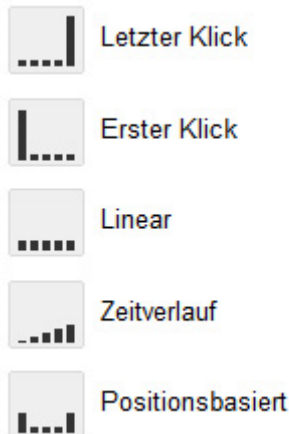 Letzter Klick
Erster Klick
Linear
Zeitverlauf
Positionsbasiert